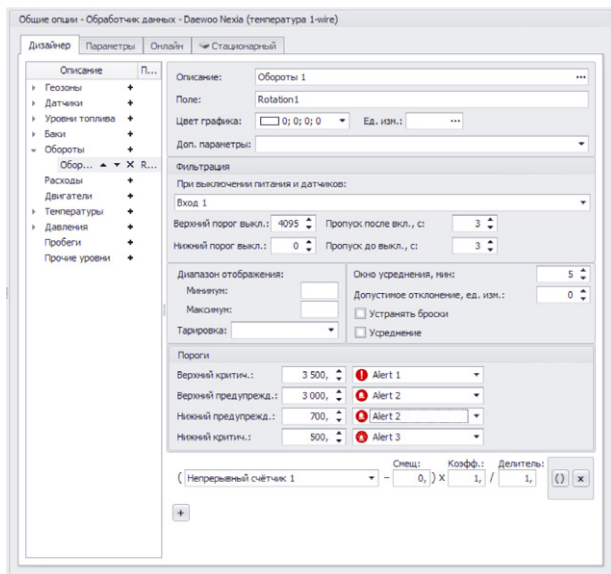 Общие опции - Обработчик данных - Daewoo Nexia (температура 1-wire)
Дизайнер Параметры Онлайн Стационарный
Описание П...
Геозоны +
Датчики +
Уровни топлива +
Баки +
Обороты +
Обор... R...
Расходы +
Двигатели +
Температуры +
Давления +
Пробеги +
Прочие уровни +
Описание: Обороты 1 ...
Поле: Rotation1
Цвет графика: 0; 0; 0; 0 Ед. изм.: ...
Доп. параметры:
Фильтрация
При выключении питания и датчиков:
Вход 1
Верхний порог выкл.: 4095 Пропуск после вкл., с: 3
Нижний порог выкл.: 0 Пропуск до выкл., с: 3
Диапазон отображения:
Минимум:
Максимум:
Тарировка:
Окно усреднения, мин: 5
Допустимое отклонение, ед. изм.: 0
Устранять броски
Усреднение
Пороги
Верхний критич.: 3 500, Alert 1
Верхний предупрежд.: 3 000, Alert 2
Нижний предупрежд.: 700, Alert 2
Нижний критич.: 500, Alert 3
Смещ.: Коэфф.: Делитель:
( Непрерывный счётчик 1 – 0, ) X 1, / 1, () x
+